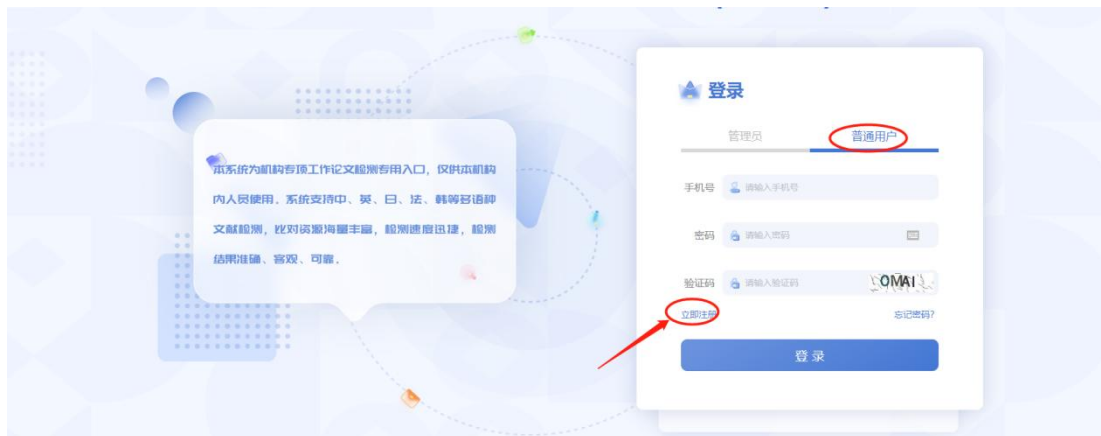 本系统为机构专项工作论文检测专用入口，仅供本机构
内人员使用，系统支持中、英、日、法、韩等多语种
文献检测，比对资源海量丰富，检测速度迅捷，检测
结果准确、客观、可靠。
登录
管理员 普通用户
手机号 请输入手机号
密码 请输入密码
验证码 请输入验证码 OMAI
立即注册 忘记密码?
登 录